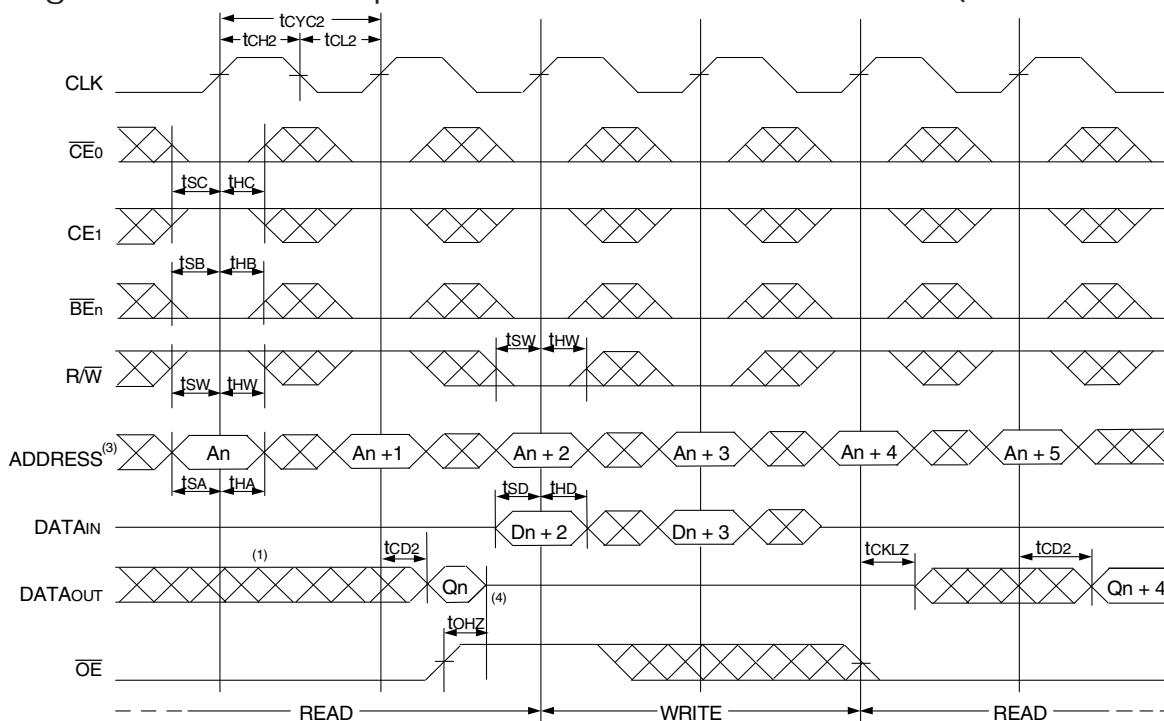 tCYC2
tCH2 tCL2
CLK
CE0
tSC tHC
CE1
tSB tHB
BEn
tSW tHW
R/W
tSW tHW
ADDRESS(3) An An +1 An + 2 An + 3 An + 4 An + 5
tSA tHA
tSD tHD
DATAIN Dn + 2 Dn + 3
(1) tCD2 tCKLZ tCD2
DATAOUT Qn (4) Qn + 4
tOHZ
OE
READ WRITE READ